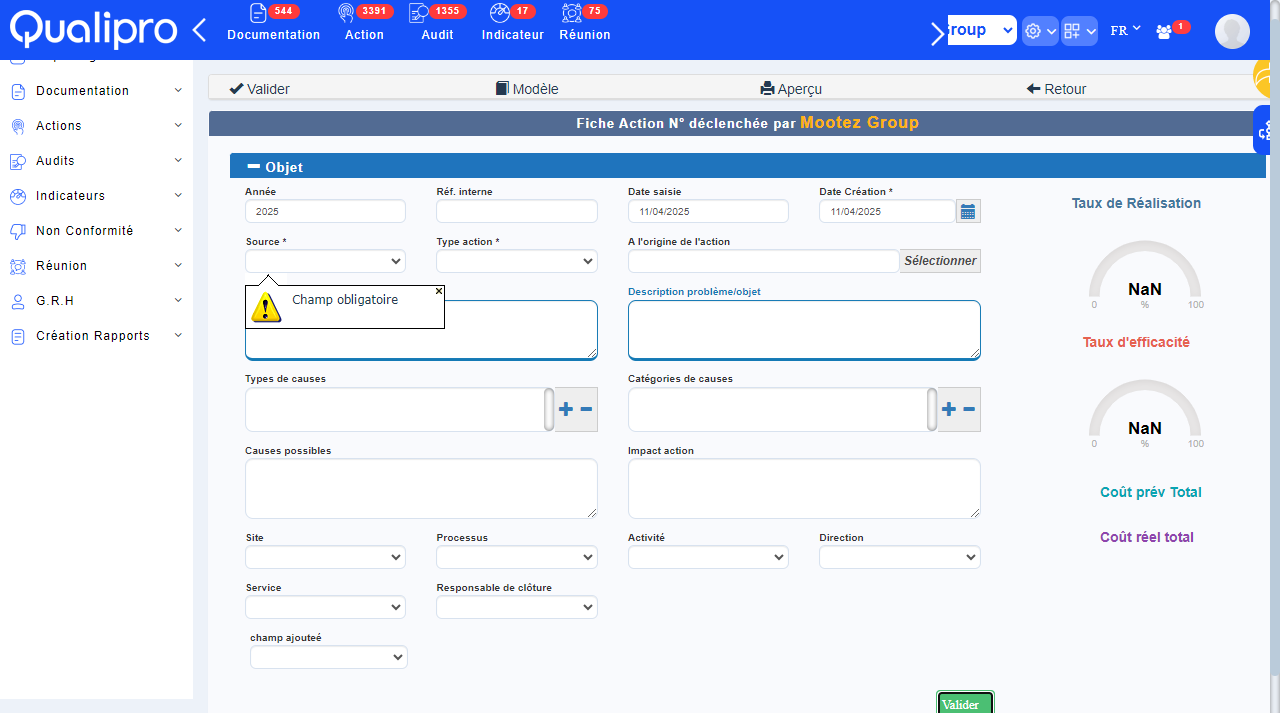 Qualipro
544
Documentation
3391
Action
1355
Audit
17
Indicateur
75
Réunion
roup
FR
1
Documentation
Actions
Audits
Indicateurs
Non Conformité
Réunion
G.R.H
Création Rapports
Valider
Modèle
Aperçu
Retour
Fiche Action N° déclenchée par Mootez Group
Objet
Année
Réf. interne
Date saisie
Date Création *
2025
11/04/2025
11/04/2025
Source *
Type action *
A l'origine de l'action
Sélectionner
Champ obligatoire
Description problème/objet
Types de causes
Catégories de causes
Causes possibles
Impact action
Site
Processus
Activité
Direction
Service
Responsable de clôture
champ ajouteé
Valider
Taux de Réalisation
NaN
0 % 100
Taux d'efficacité
NaN
0 % 100
Coût prév Total
Coût réel total